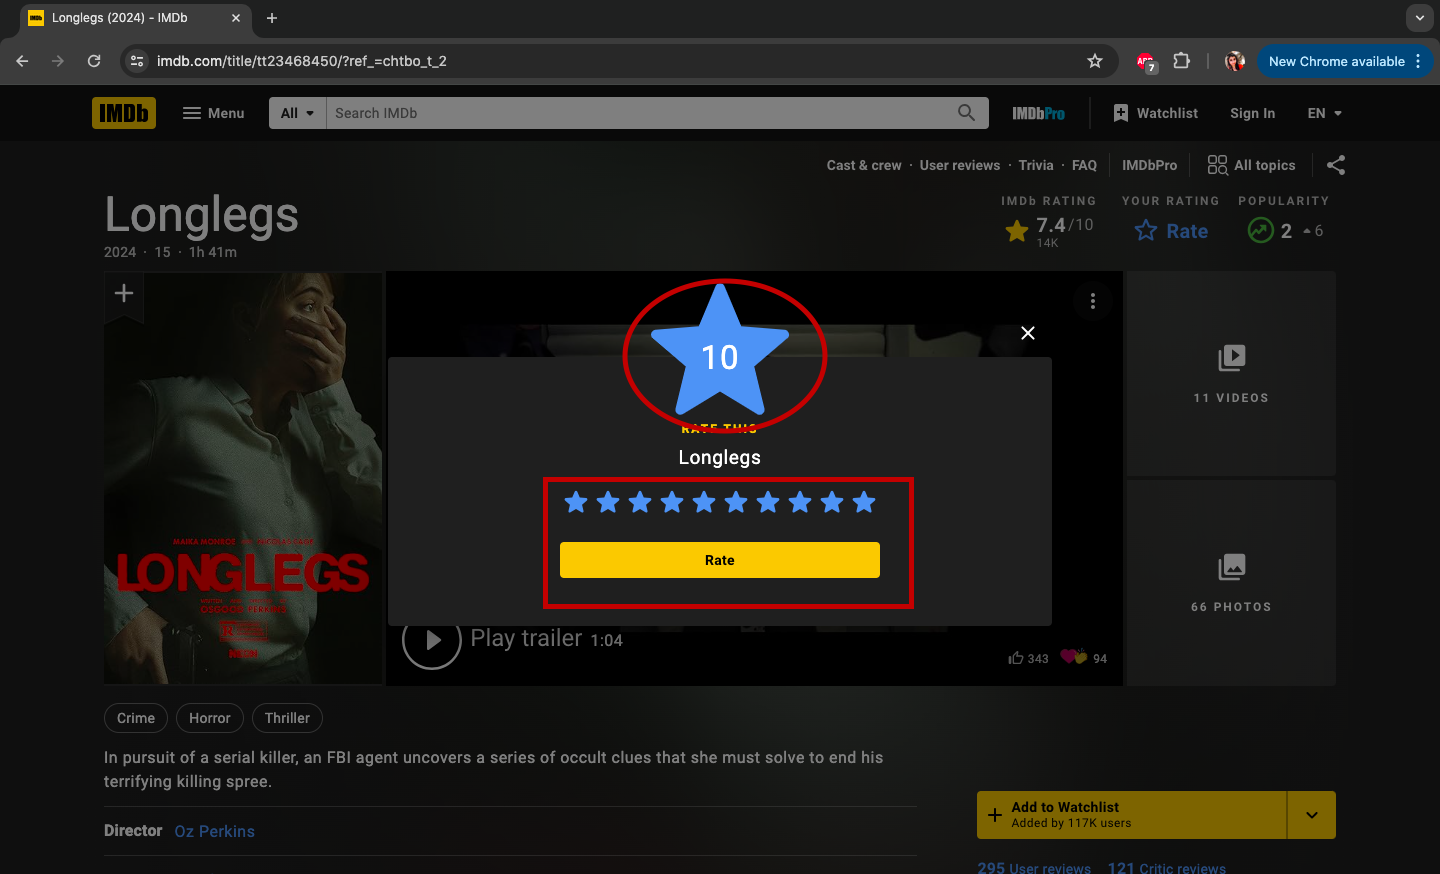 Longlegs (2024) - IMDb
imdb.com/title/tt23468450/?ref_=chtbo_t_2
ABP
7
New Chrome available
IMDb
Menu
All
Search IMDb
IMDbPro
Watchlist
Sign In
EN
Cast & crew · User reviews · Trivia · FAQ
IMDbPro
All topics
Longlegs
2024 · 15 · 1h 41m
IMDb RATING
7.4/10
14K
YOUR RATING
Rate
POPULARITY
2
6
MAIKA MONROE AND NICOLAS CAGE
LONGLEGS
OSGOOD PERKINS
R
NEON
10
RATE THIS
Longlegs
Rate
Play trailer 1:04
343
94
11 VIDEOS
66 PHOTOS
Crime
Horror
Thriller
In pursuit of a serial killer, an FBI agent uncovers a series of occult clues that she must solve to end his
terrifying killing spree.
Director Oz Perkins
Add to Watchlist
Added by 117K users
295 User reviews
121 Critic reviews